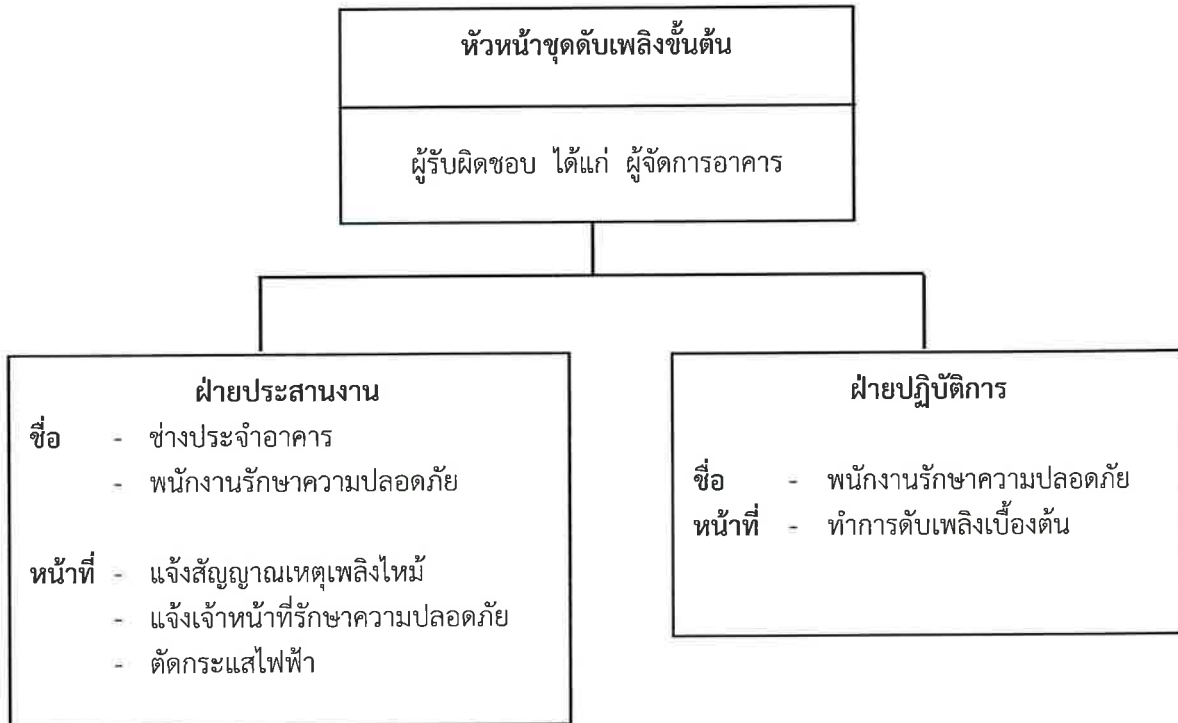 หัวหน้าชุดดับเพลิงขั้นต้น
ผู้รับผิดชอบ ได้แก่ ผู้จัดการอาคาร
ฝ่ายประสานงาน
ชื่อ - ช่างประจำอาคาร
- พนักงานรักษาความปลอดภัย
หน้าที่ - แจ้งสัญญาณเหตุเพลิงไหม้
- แจ้งเจ้าหน้าที่รักษาความปลอดภัย
- ตัดกระแสไฟฟ้า
ฝ่ายปฏิบัติการ
ชื่อ - พนักงานรักษาความปลอดภัย
หน้าที่ - ทำการดับเพลิงเบื้องต้น